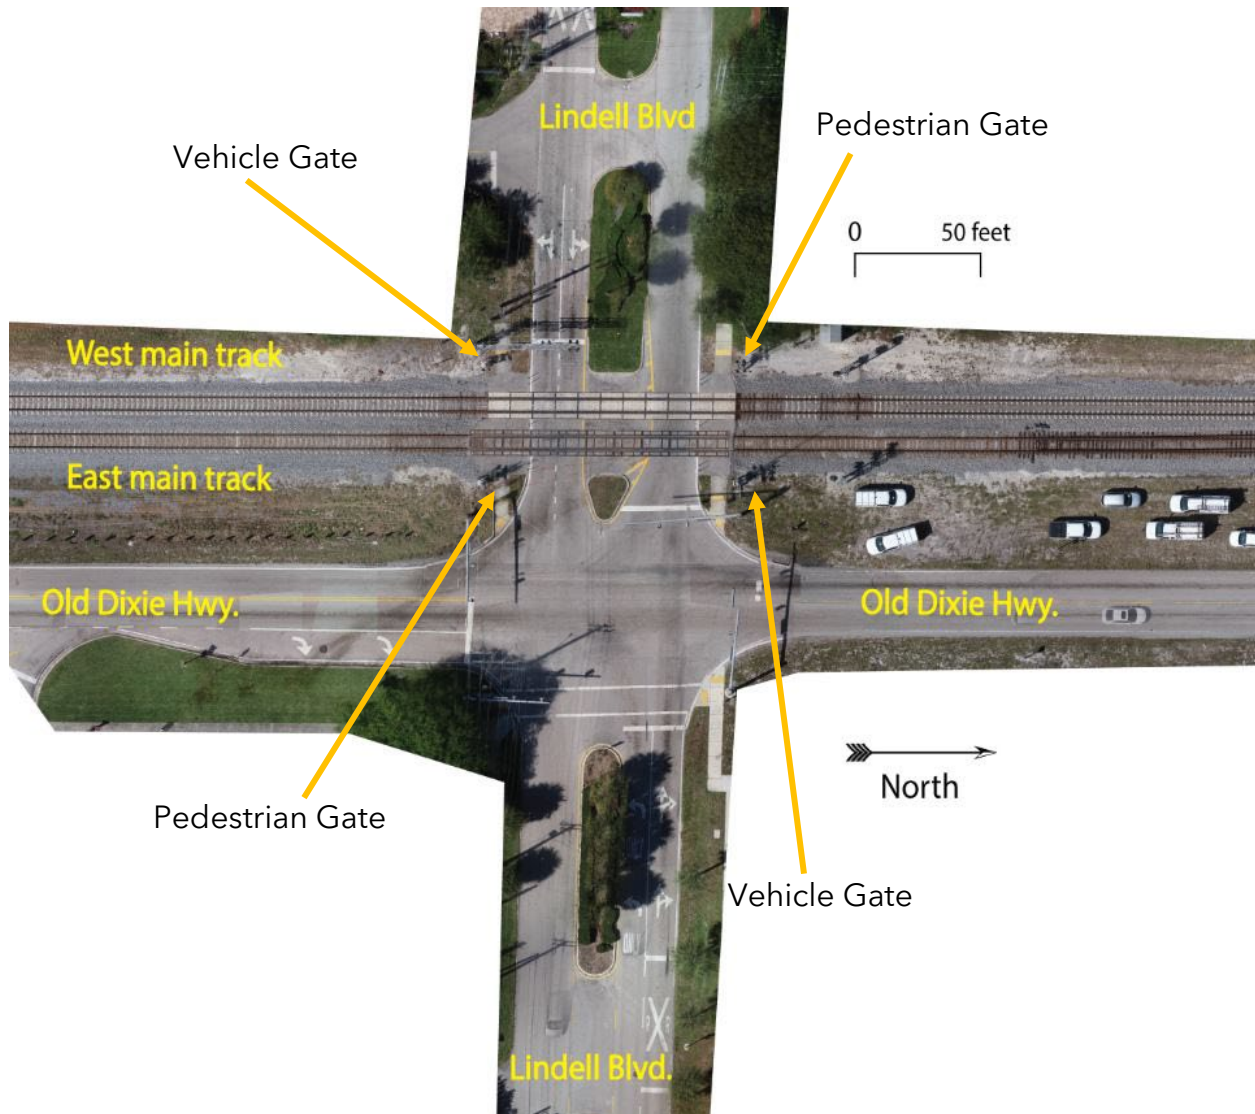 Lindell Blvd
Pedestrian Gate
Vehicle Gate
0 50 feet
West main track
East main track
Old Dixie Hwy.
Old Dixie Hwy.
North
Pedestrian Gate
Vehicle Gate
Lindell Blvd.